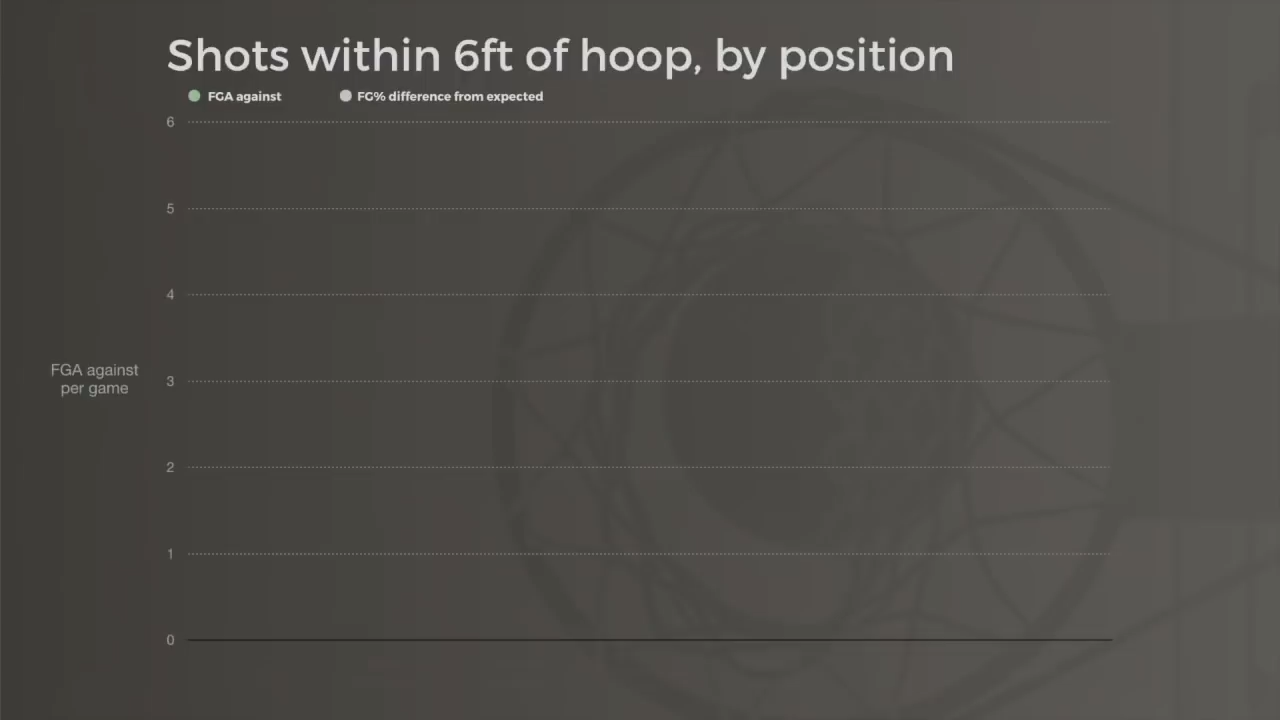 Shots within 6ft of hoop, by position
FGA against
FG% difference from expected
6
5
4
FGA against
per game
3
2
1
0